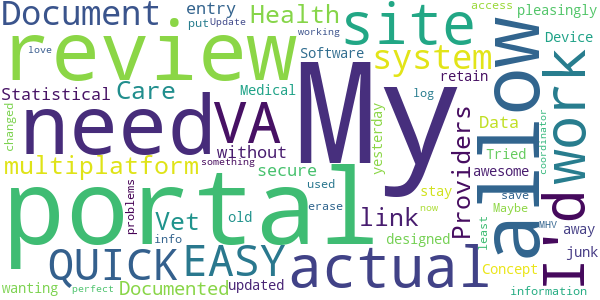 Document
entry
put
Update
Health
site
access
pleasingly
love
working
review
system
Software
Device
Statistical
Care
Medical
log
retain
changed
need
VA
without
My
yesterday
Providers
Data
Tried
allow
work
I'd
coordinator
multiplatform
something
secure
stay
awesome
save
problems
portal
Vet
used
old
erase
link
now
Maybe
least
MHV
away
info
designed
QUICK
EASY
actual
Concept
junk
wanting
perfect
Documented
updated
information